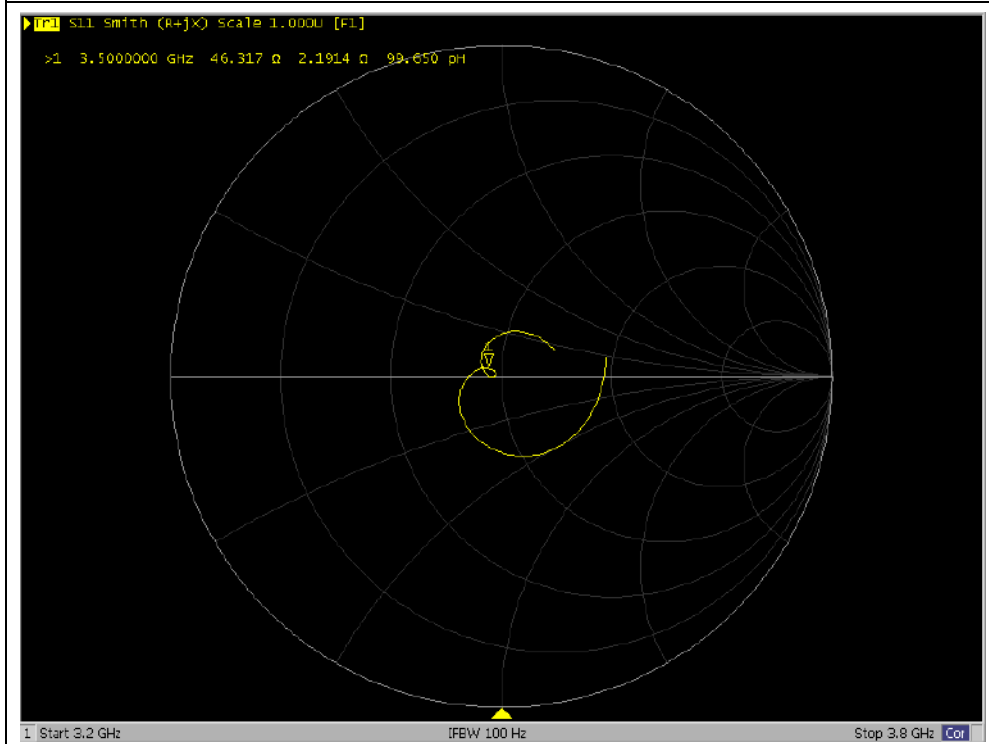 Tr1 S11 Smith (R+jX) Scale 1.000U [F1]
>1 3.5000000 GHz 46.317 Ω 2.1914 Ω 99.650 pH
1 Start 3.2 GHz IFBW 100 Hz Stop 3.8 GHz Cor